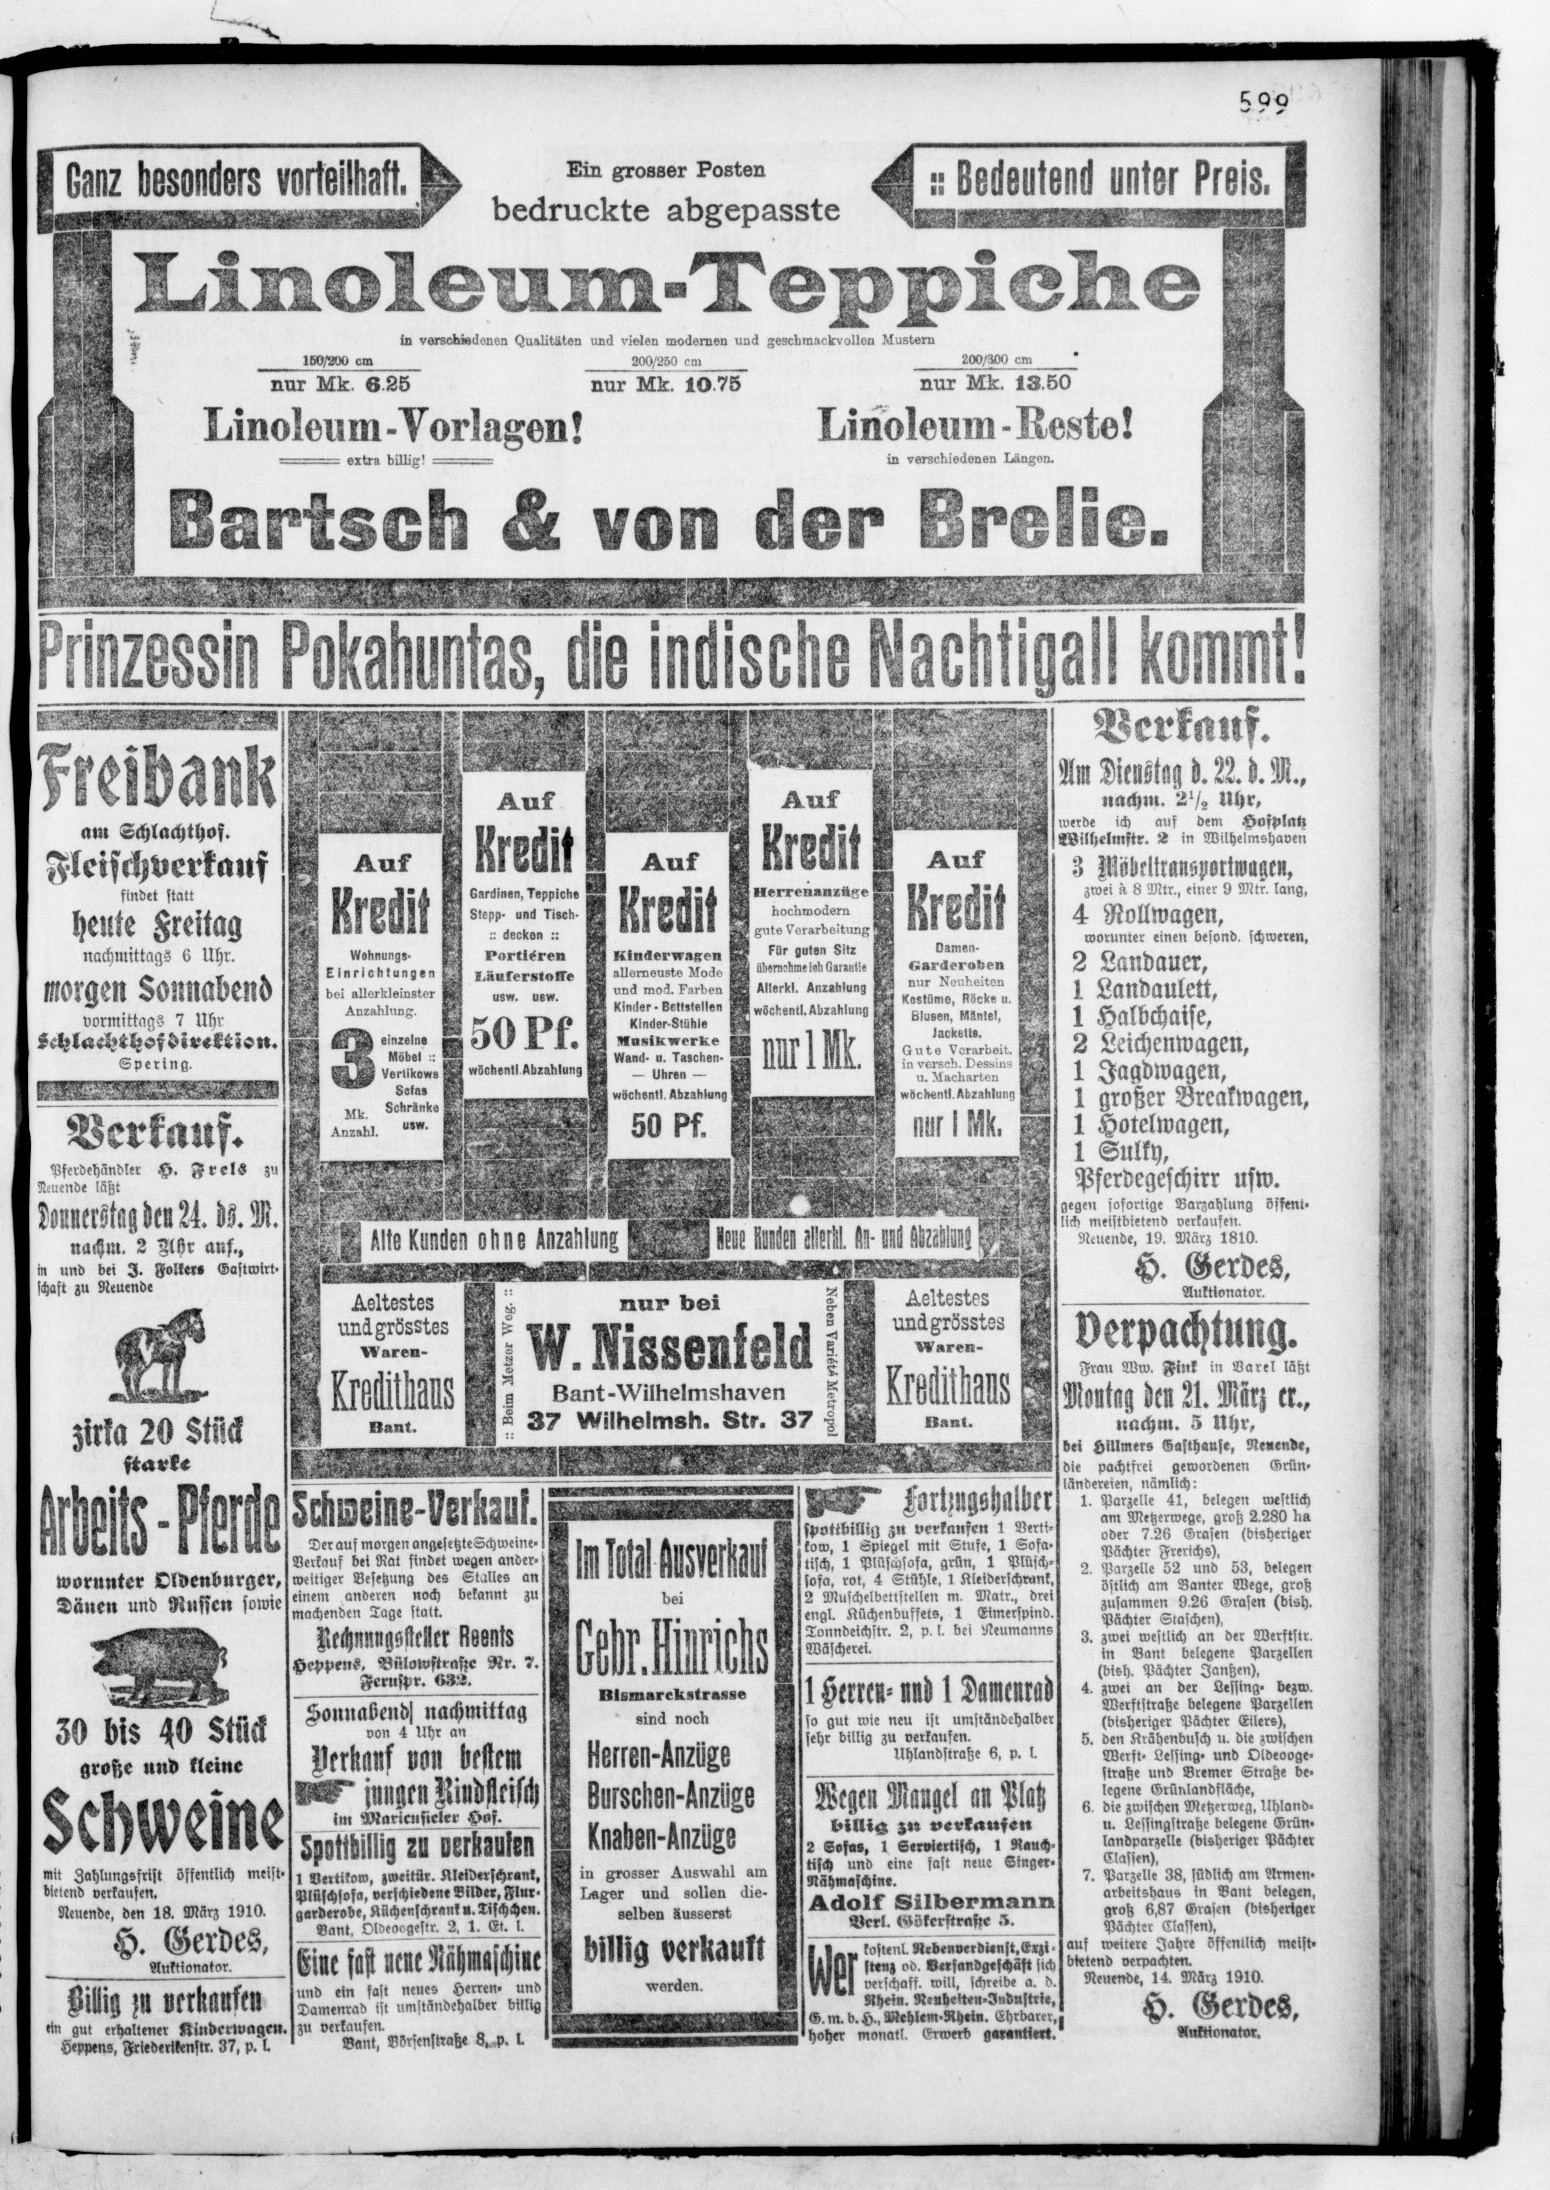 599
Ganz besonders vorteilhaft.
Ein grosser Posten
bedruckte abgepasste
:: Bedeutend unter Preis.
Linoleum-Teppiche
in verschiedenen Qualitäten und vielen modernen und geschmackvollen Mustern
150/200 cm
nur Mk. 6.25
200/250 cm
nur Mk. 10.75
200/300 cm
nur Mk. 13.50
Linoleum-Vorlagen!
extra billig!
Linoleum-Reste!
in verschiedenen Längen.
Bartsch & von der Brelie.
Prinzessin Pokahuntas, die indische Nachtigall kommt!
Freibank
am Schlachthof.
Fleischverkauf
findet statt
heute Freitag
nachmittags 6 Uhr.
morgen Sonnabend
vormittags 7 Uhr
Schlachthofdirektion.
Spering.
Verkauf.
Pferdehändler H. Frels zu
Neuende läßt
Donnerstag den 24. ds. M.
nachm. 2 Uhr anf.,
in und bei J. Folkers Gastwirt-
schaft zu Neuende
zirka 20 Stück
starke
Arbeits-Pferde
worunter Oldenburger,
Dänen und Russen sowie
30 bis 40 Stück
große und kleine
Schweine
mit Zahlungsfrist öffentlich meist-
bietend verkaufen.
Neuende, den 18. März 1910.
H. Gerdes,
Auktionator.
Billig zu verkaufen
ein gut erhaltener Kinderwagen.
Heppens, Friederikenstr. 37, p. l.
Auf
Kredit
Wohnungs-
Einrichtungen
bei allerkleinster
Anzahlung.
3 einzelne
Möbel ::
Vertikows
Sofas
Schränke
usw.
Mk.
Anzahl.
Auf
Kredit
Gardinen, Teppiche
Stepp- und Tisch-
:: decken ::
Portiéren
Läuferstoffe
usw. usw.
50 Pf.
wöchentl. Abzahlung
Auf
Kredit
Kinderwagen
allerneuste Mode
und mod. Farben
Kinder-Bettstellen
Kinder-Stühle
Musikwerke
Wand- u. Taschen-
— Uhren —
wöchentl. Abzahlung
50 Pf.
Auf
Kredit
Herrenanzüge
hochmodern
gute Verarbeitung
Für guten Sitz
übernehme ich Garantie
Allerkl. Anzahlung
wöchentl. Abzahlung
nur 1 Mk.
Auf
Kredit
Damen-
Garderoben
nur Neuheiten
Kostüme, Röcke u.
Blusen, Mäntel,
Jacketts.
Gute Verarbeit.
in versch. Dessins
u. Macharten
wöchentl. Abzahlung
nur 1 Mk.
Alte Kunden ohne Anzahlung
Neue Kunden allerkl. An- und Abzahlung
Aeltestes
und grösstes
Waren-
Kredithaus
Bant.
:: Beim Metzer Weg. ::
nur bei
W. Nissenfeld
Bant-Wilhelmshaven
37 Wilhelmsh. Str. 37
Neben Variété Metropol
Aeltestes
und grösstes
Waren-
Kredithaus
Bant.
Schweine-Verkauf.
Der auf morgen angesetzte Schweine-
Verkauf bei Rat findet wegen ander-
weitiger Besetzung des Stalles an
einem anderen noch bekannt zu
machenden Tage statt.
Rechnungssteller Reents
Heppens, Bülowstraße Nr. 7.
Fernspr. 632.
Sonnabend nachmittag
von 4 Uhr an
Verkauf von bestem
jungen Rindfleisch
im Mariensieler Hof.
Spottbillig zu verkaufen
1 Vertikow, zweitür. Kleiderschrank,
Plüschsofa, verschiedene Bilder, Flur-
garderobe, Küchenschrank u. Tischchen.
Bant, Oldeoogestr. 2, 1. Et. l.
Eine fast neue Nähmaschine
und ein fast neues Herren- und
Damenrad ist umständehalber billig
zu verkaufen.
Bant, Börsenstraße 8, p. l.
Im Total Ausverkauf
bei
Gebr. Hinrichs
Bismarckstrasse
sind noch
Herren-Anzüge
Burschen-Anzüge
Knaben-Anzüge
in grosser Auswahl am
Lager und sollen die-
selben äusserst
billig verkauft
werden.
Fortzugshalber
spottbillig zu verkaufen 1 Verti-
kow, 1 Spiegel mit Stufe, 1 Sofa-
tisch, 1 Plüschsofa, grün, 1 Plüsch-
sofa, rot, 4 Stühle, 1 Kleiderschrank,
2 Muschelbettstellen m. Matr., drei
engl. Küchenbuffets, 1 Eimerspind.
Tonndeichstr. 2, p. l. bei Neumanns
Wäscherei.
1 Herren- und 1 Damenrad
so gut wie neu ist umständehalber
sehr billig zu verkaufen.
Uhlandstraße 6, p. l.
Wegen Mangel an Platz
billig zu verkaufen
2 Sofas, 1 Serviertisch, 1 Rauch-
tisch und eine fast neue Singer-
Nähmaschine.
Adolf Silbermann
Verl. Gökerstraße 5.
Wer kostenl. Nebenverdienst, Exzi-
stenz od. Versandgeschäft sich
verschaff. will, schreibe a. d.
Rhein. Neuheiten-Industrie,
G. m. b. H., Mehlem-Rhein. Ehrbarer,
hoher monatl. Erwerb garantiert.
Verkauf.
Am Dienstag d. 22. d. M.,
nachm. 2 1/2 Uhr,
werde ich auf dem Hofplatz
Wilhelmstr. 2 in Wilhelmshaven
3 Möbeltransportwagen,
zwei à 8 Mtr., einer 9 Mtr. lang,
4 Rollwagen,
worunter einen besond. schweren,
2 Landauer,
1 Landaulett,
1 Halbchaise,
2 Leichenwagen,
1 Jagdwagen,
1 großer Breakwagen,
1 Hotelwagen,
1 Sulky,
Pferdegeschirr usw.
gegen sofortige Barzahlung öffent-
lich meistbietend verkaufen.
Neuende, 19. März 1810.
H. Gerdes,
Auktionator.
Verpachtung.
Frau Ww. Fink in Varel läßt
Montag den 21. März cr.,
nachm. 5 Uhr,
bei Hillmers Gasthause, Neuende,
die pachtfrei gewordenen Grün-
ländereien, nämlich:
1. Parzelle 41, belegen westlich
am Metzerwege, groß 2.280 ha
oder 7.26 Grasen (bisheriger
Pächter Frerichs),
2. Parzelle 52 und 53, belegen
östlich am Banter Wege, groß
zusammen 9.26 Grasen (bish.
Pächter Staschen),
3. zwei westlich an der Werftstr.
in Bant belegene Parzellen
(bish. Pächter Janßen),
4. zwei an der Lessing- bezw.
Werftstraße belegene Parzellen
(bisheriger Pächter Eilers),
5. den Krähenbusch u. die zwischen
Werft- Lessing- und Oldeooge-
straße und Bremer Straße be-
legene Grünlandfläche,
6. die zwischen Metzerweg, Uhland-
u. Lessingstraße belegene Grün-
landparzelle (bisheriger Pächter
Classen),
7. Parzelle 38, südlich am Armen-
arbeitshaus in Bant belegen,
groß 6,87 Grasen (bisheriger
Pächter Classen),
auf weitere Jahre öffentlich meist-
bietend verpachten.
Neuende, 14. März 1910.
H. Gerdes,
Auktionator.